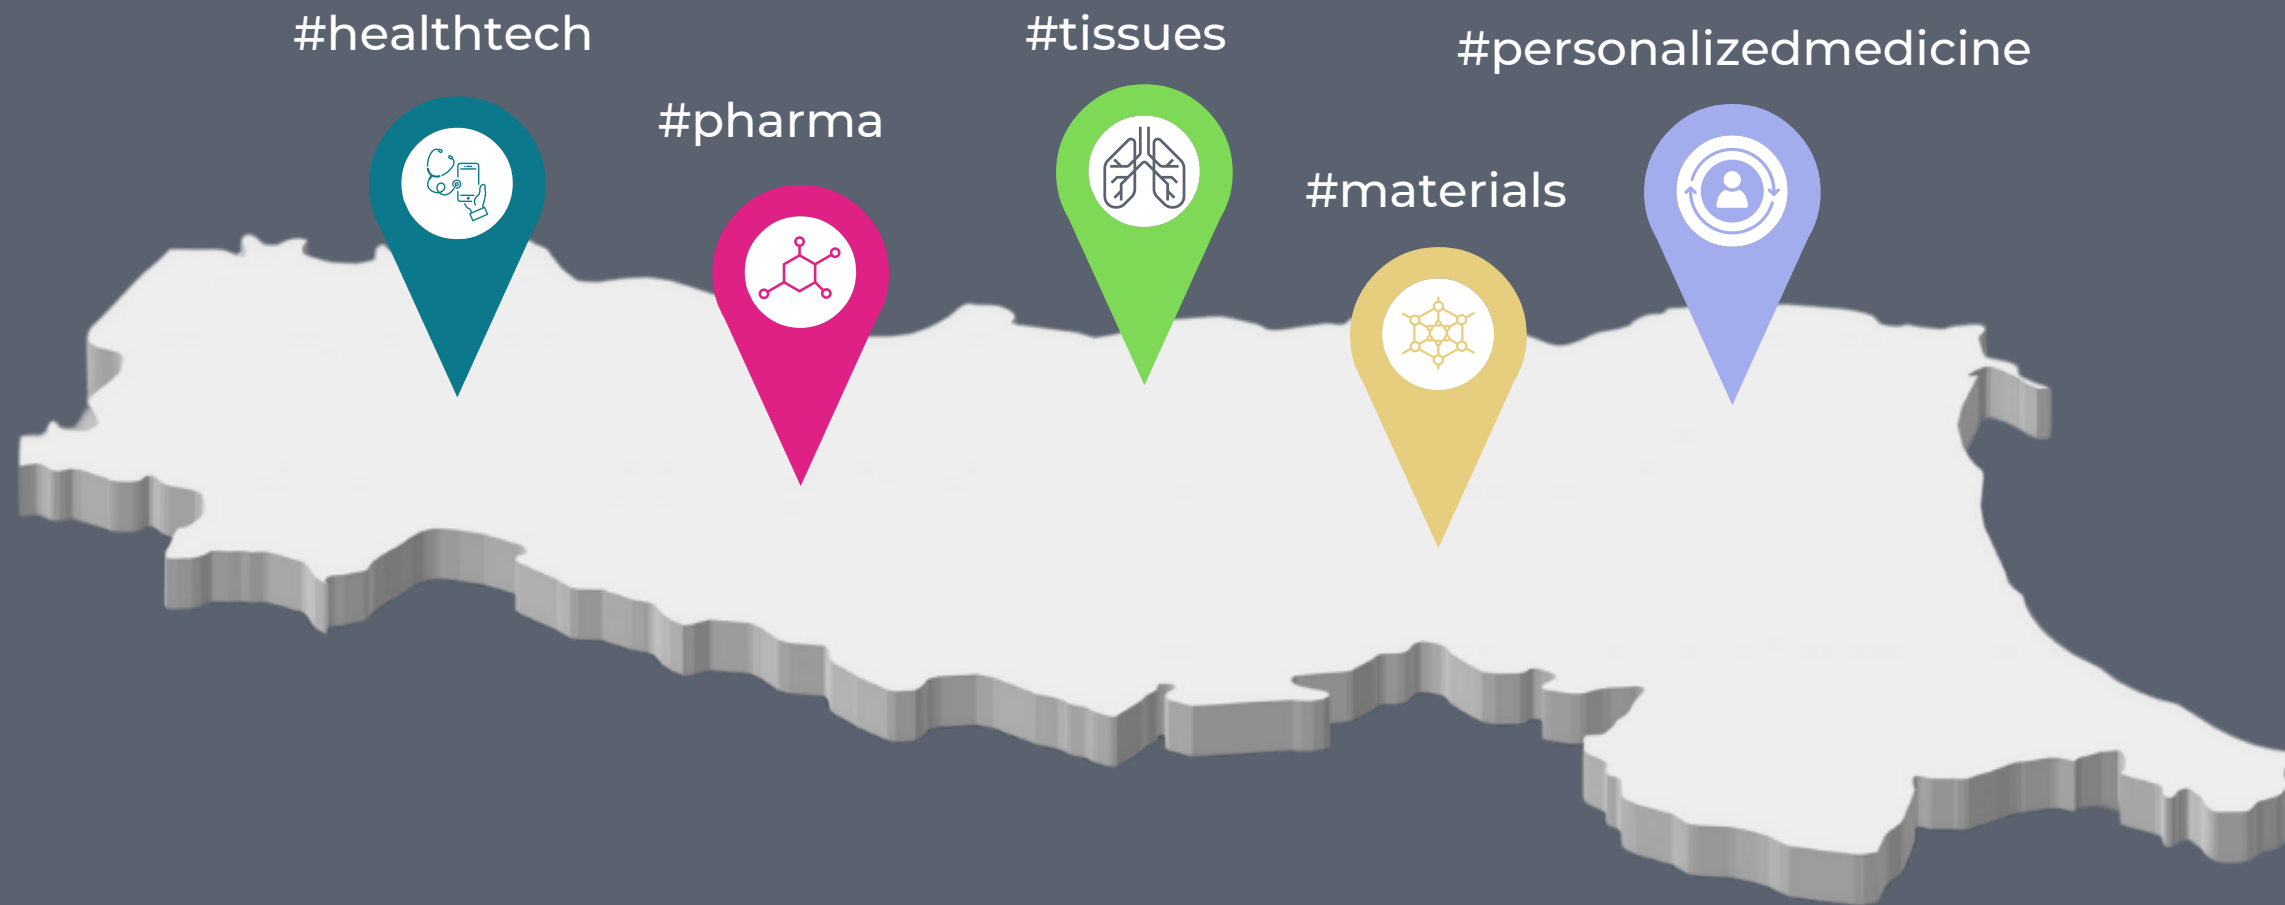 #healthtech
#pharma
#tissues
#materials
#personalizedmedicine